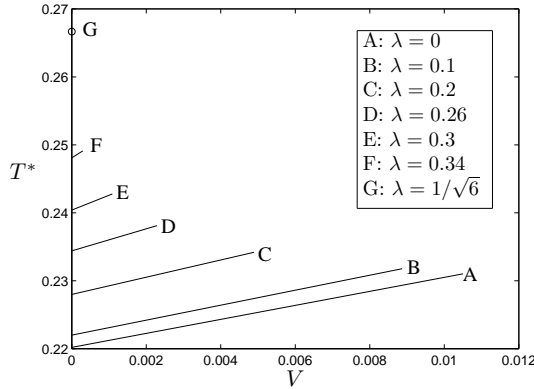 0.27
G
0.26
0.25
F
T*
0.24
E
D
C
0.23
B
A
0.22
0
0.002
0.004
0.006
0.008
0.01
0.012
V
A: λ = 0
B: λ = 0.1
C: λ = 0.2
D: λ = 0.26
E: λ = 0.3
F: λ = 0.34
G: λ = 1/√6